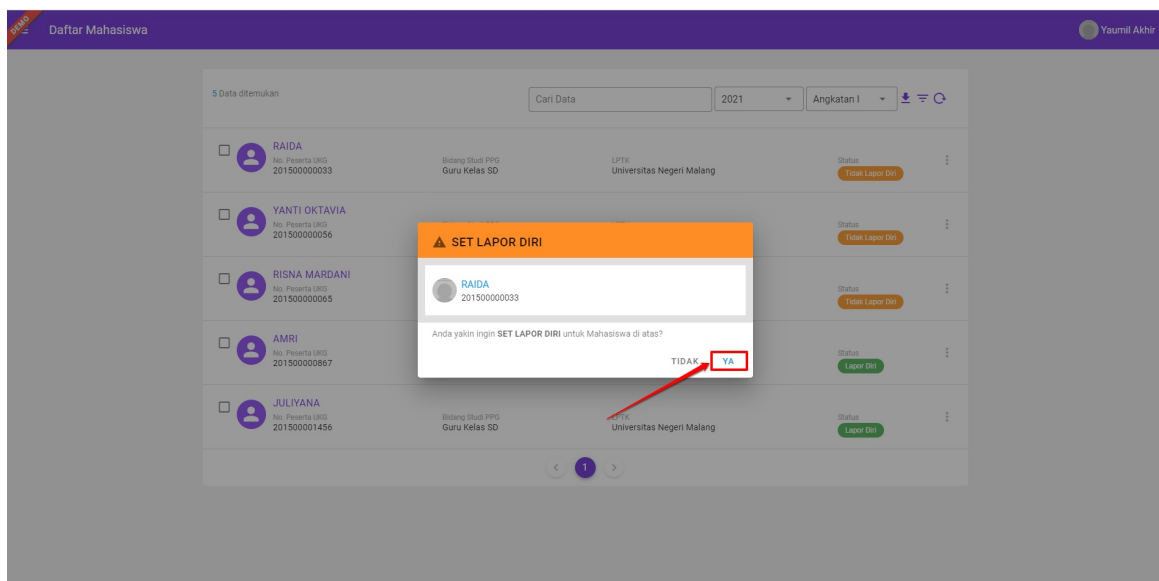 DEMO
Daftar Mahasiswa
Yaumil Akhir
5 Data ditemukan
Cari Data
2021
Angkatan I
RAIDA
No. Peserta UKG
201500000033
Bidang Studi PPG
Guru Kelas SD
LPTK
Universitas Negeri Malang
Status
Tidak Lapor Diri
YANTI OKTAVIA
No. Peserta UKG
201500000056
Status
Tidak Lapor Diri
RISNA MARDANI
No. Peserta UKG
201500000065
Status
Tidak Lapor Diri
AMRI
No. Peserta UKG
201500000867
Status
Lapor Diri
JULIYANA
No. Peserta UKG
201500001456
Bidang Studi PPG
Guru Kelas SD
LPTK
Universitas Negeri Malang
Status
Lapor Diri
1
SET LAPOR DIRI
RAIDA
201500000033
Anda yakin ingin SET LAPOR DIRI untuk Mahasiswa di atas?
TIDAK
YA